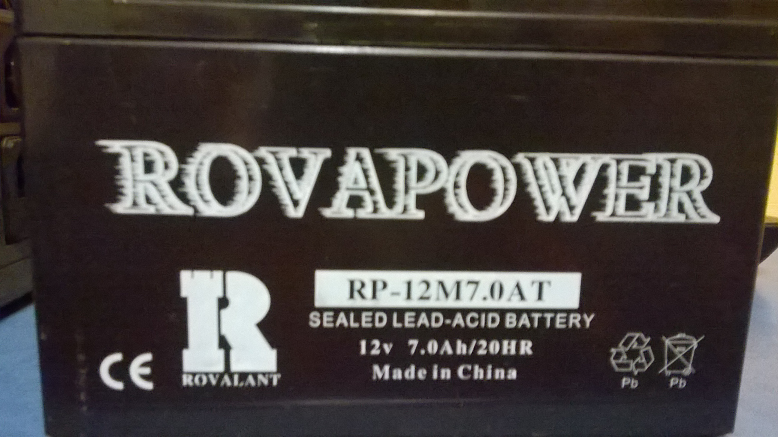 ROVAPOWER
RP-12M7.0AT
SEALED LEAD-ACID BATTERY
12v 7.0Ah/20HR
Made in China
R
ROVALANT
CE
Pb Pb